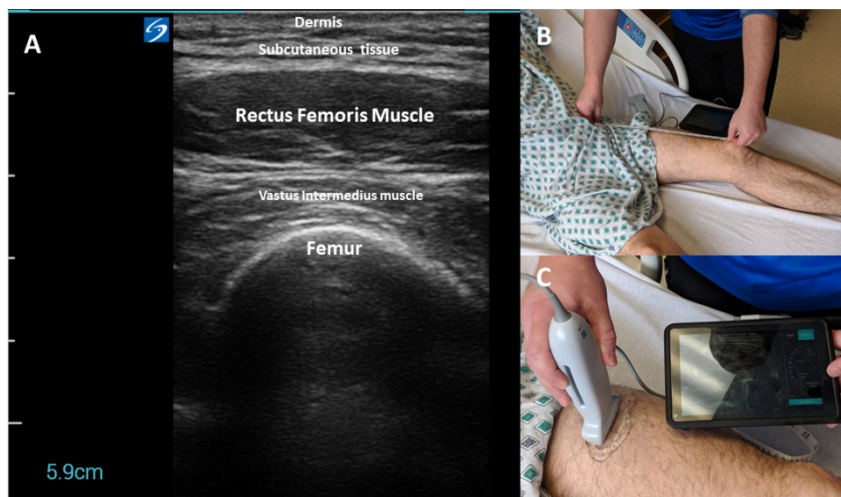 A
Dermis
Subcutaneous tissue
Rectus Femoris Muscle
Vastus Intermedius muscle
Femur
5.9cm
B
C